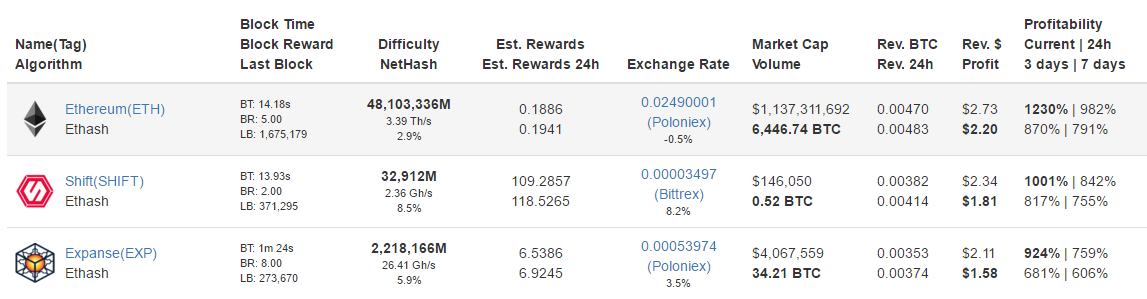 Name(Tag)
Algorithm
Block Time
Block Reward
Last Block
Difficulty
NetHash
Est. Rewards
Est. Rewards 24h
Exchange Rate
Market Cap
Volume
Rev. BTC
Rev. 24h
Rev. $
Profit
Profitability
Current | 24h
3 days | 7 days
Ethereum(ETH)
Ethash
BT: 14.18s
BR: 5.00
LB: 1,675,179
48,103,336M
3.39 Th/s
2.9%
0.1886
0.1941
0.02490001
(Poloniex)
-0.5%
$1,137,311,692
6,446.74 BTC
0.00470
0.00483
$2.73
$2.20
1230% | 982%
870% | 791%
Shift(SHIFT)
Ethash
BT: 13.93s
BR: 2.00
LB: 371,295
32,912M
2.36 Gh/s
8.5%
109.2857
118.5265
0.00003497
(Bittrex)
8.2%
$146,050
0.52 BTC
0.00382
0.00414
$2.34
$1.81
1001% | 842%
817% | 755%
Expanse(EXP)
Ethash
BT: 1m 24s
BR: 8.00
LB: 273,670
2,218,166M
26.41 Gh/s
5.9%
6.5386
6.9245
0.00053974
(Poloniex)
3.5%
$4,067,559
34.21 BTC
0.00353
0.00374
$2.11
$1.58
924% | 759%
681% | 606%